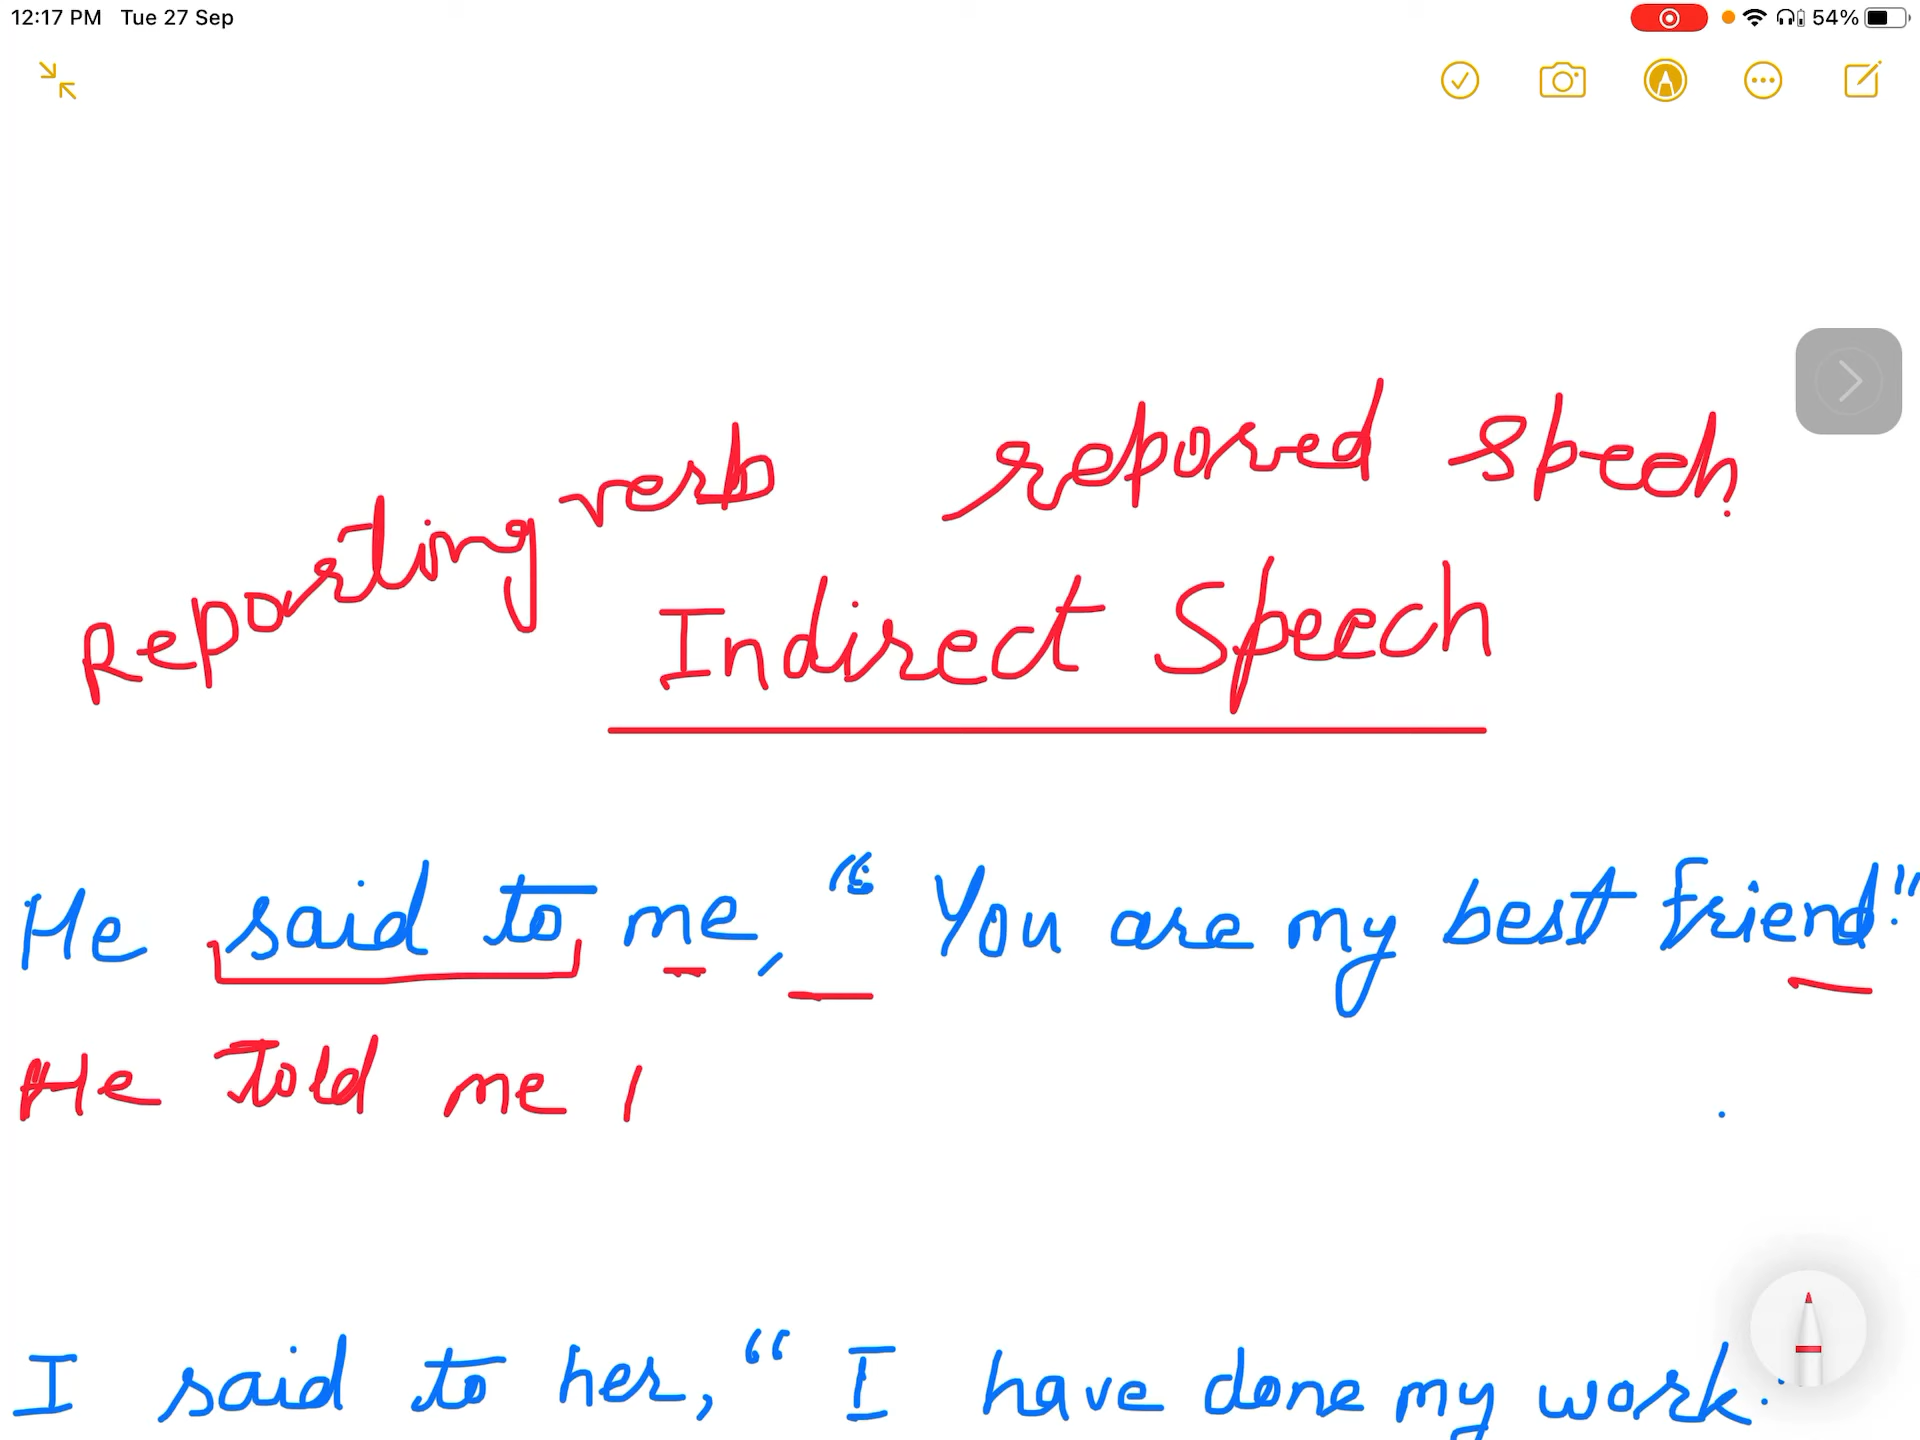 12:17 PM Tue 27 Sep 54%
Reporting verb reporved speech.
Indirect Speech
He said to me, “ You are my best friend."
He told me
I said to her, “ I have done my work.